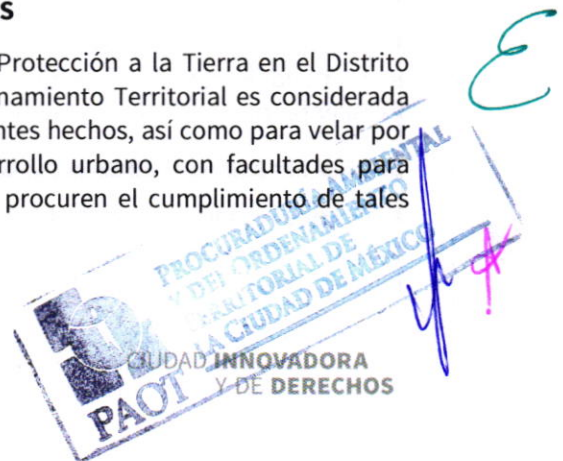 s
Protección a la Tierra en el Distrito
namiento Territorial es considerada
ntes hechos, así como para velar por
rrollo urbano, con facultades para
procuren el cumplimiento de tales
PROCURADURÍA AMBIENTAL
Y DEL ORDENAMIENTO
TERRITORIAL DE
LA CIUDAD DE MÉXICO
PAOT
CIUDAD INNOVADORA
Y DE DERECHOS